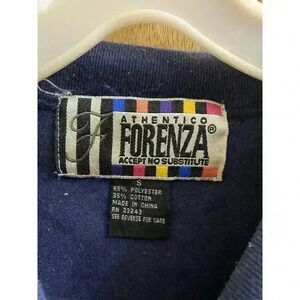 F
ATHENTICO
FORENZA®
ACCEPT NO SUBSTITUTE
S
65% POLYESTER
35% COTTON
MADE IN CHINA
RN 33243
SEE REVERSE FOR CARE